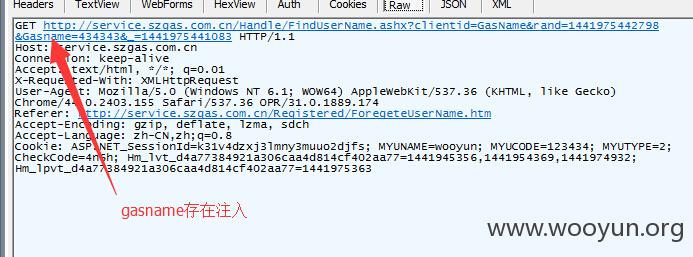 Headers TextView WebForms HexView Auth Cookies Raw JSON XML
GET http://service.szgas.com.cn/Handle/FindUserName.ashx?clientid=GasName&rand=1441975442798
&Gasname=434343&_=1441975441083 HTTP/1.1
Host: service.szgas.com.cn
Connection: keep-alive
Accept: text/html, */*; q=0.01
X-Requested-With: XMLHttpRequest
User-Agent: Mozilla/5.0 (Windows NT 6.1; WOW64) AppleWebKit/537.36 (KHTML, like Gecko)
Chrome/44.0.2403.155 Safari/537.36 OPR/31.0.1889.174
Referer: http://service.szgas.com.cn/Registered/ForegeteUserName.htm
Accept-Encoding: gzip, deflate, lzma, sdch
Accept-Language: zh-CN,zh;q=0.8
Cookie: ASP.NET_SessionId=k31v4dzxj3lmny3muuo2djfs; MYUNAME=wooyun; MYUCODE=123434; MYUTYPE=2;
CheckCode=4n5h; Hm_lvt_d4a77384921a306caa4d814cf402aa77=1441945356,1441954369,1441974932;
Hm_lpvt_d4a77384921a306caa4d814cf402aa77=1441975363
gasname存在注入
www.wooyun.org